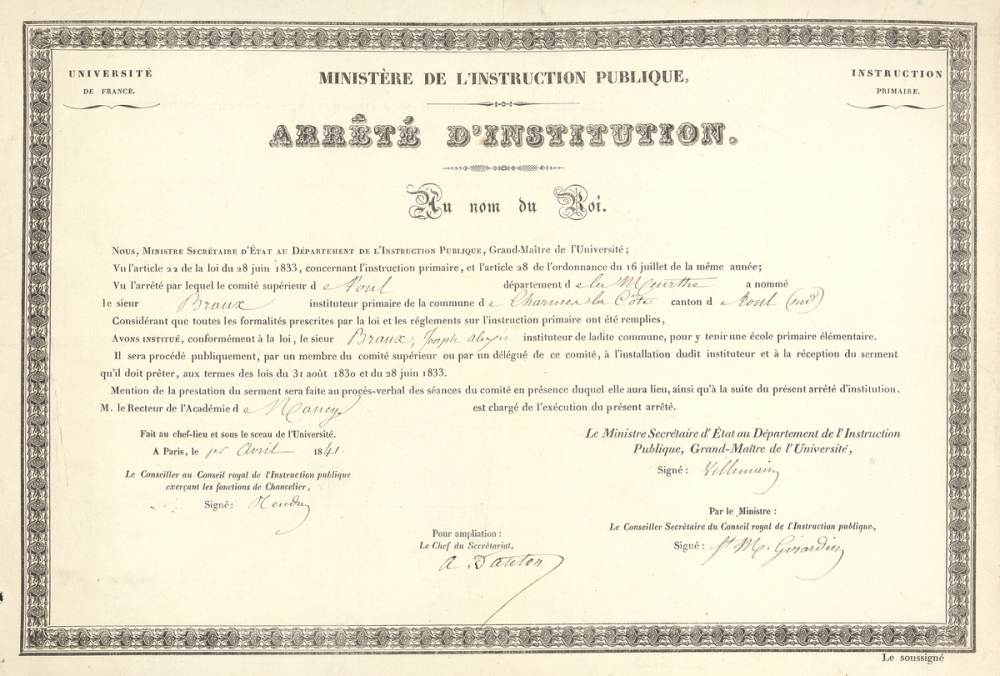 UNIVERSITÉ
DE FRANCE.
MINISTÈRE DE L'INSTRUCTION PUBLIQUE,
INSTRUCTION
PRIMAIRE.
ARRÊTÉ D'INSTITUTION.
Au nom du Roi.
Nous, Ministre Secrétaire d'État au Département de l'Instruction Publique, Grand-Maître de l'Université;
Vu l'article 22 de la loi du 28 juin 1833, concernant l'instruction primaire, et l'article 28 de l'ordonnance du 16 juillet de la même année;
Vu l'arrêté par lequel le comité supérieur d e Toul département d e la Meurthe a nommé
le sieur Braux instituteur primaire de la commune d e Charmes la Côte canton d e Toul (sud)
Considérant que toutes les formalités prescrites par la loi et les réglements sur l'instruction primaire ont été remplies,
Avons institué, conformément à la loi, le sieur Braux, Joseph alexis instituteur de ladite commune, pour y tenir une école primaire élémentaire.
Il sera procédé publiquement, par un membre du comité supérieur ou par un délégué de ce comité, à l'installation dudit instituteur et à la réception du serment
qu'il doit prêter, aux termes des lois du 31 août 1830 et du 28 juin 1833.
Mention de la prestation du serment sera faite au procès-verbal des séances du comité en présence duquel elle aura lieu, ainsi qu'à la suite du présent arrêté d'institution.
M. le Recteur de l'Académie d e Nancy est chargé de l'exécution du présent arrêté.
Fait au chef-lieu et sous le sceau de l'Université.
A Paris, le 1er Avril 1841.
Le Conseiller au Conseil royal de l'Instruction publique
exerçant les fonctions de Chancelier,
Signé: Rendu
Le Ministre Secrétaire d'État au Département de l'Instruction
Publique, Grand-Maître de l'Université,
Signé: Villemain
Par le Ministre:
Le Conseiller Secrétaire du Conseil royal de l'Instruction publique,
Signé: St M. Girardin
Pour ampliation:
Le Chef du Secrétariat,
A. Danton
Le soussigné